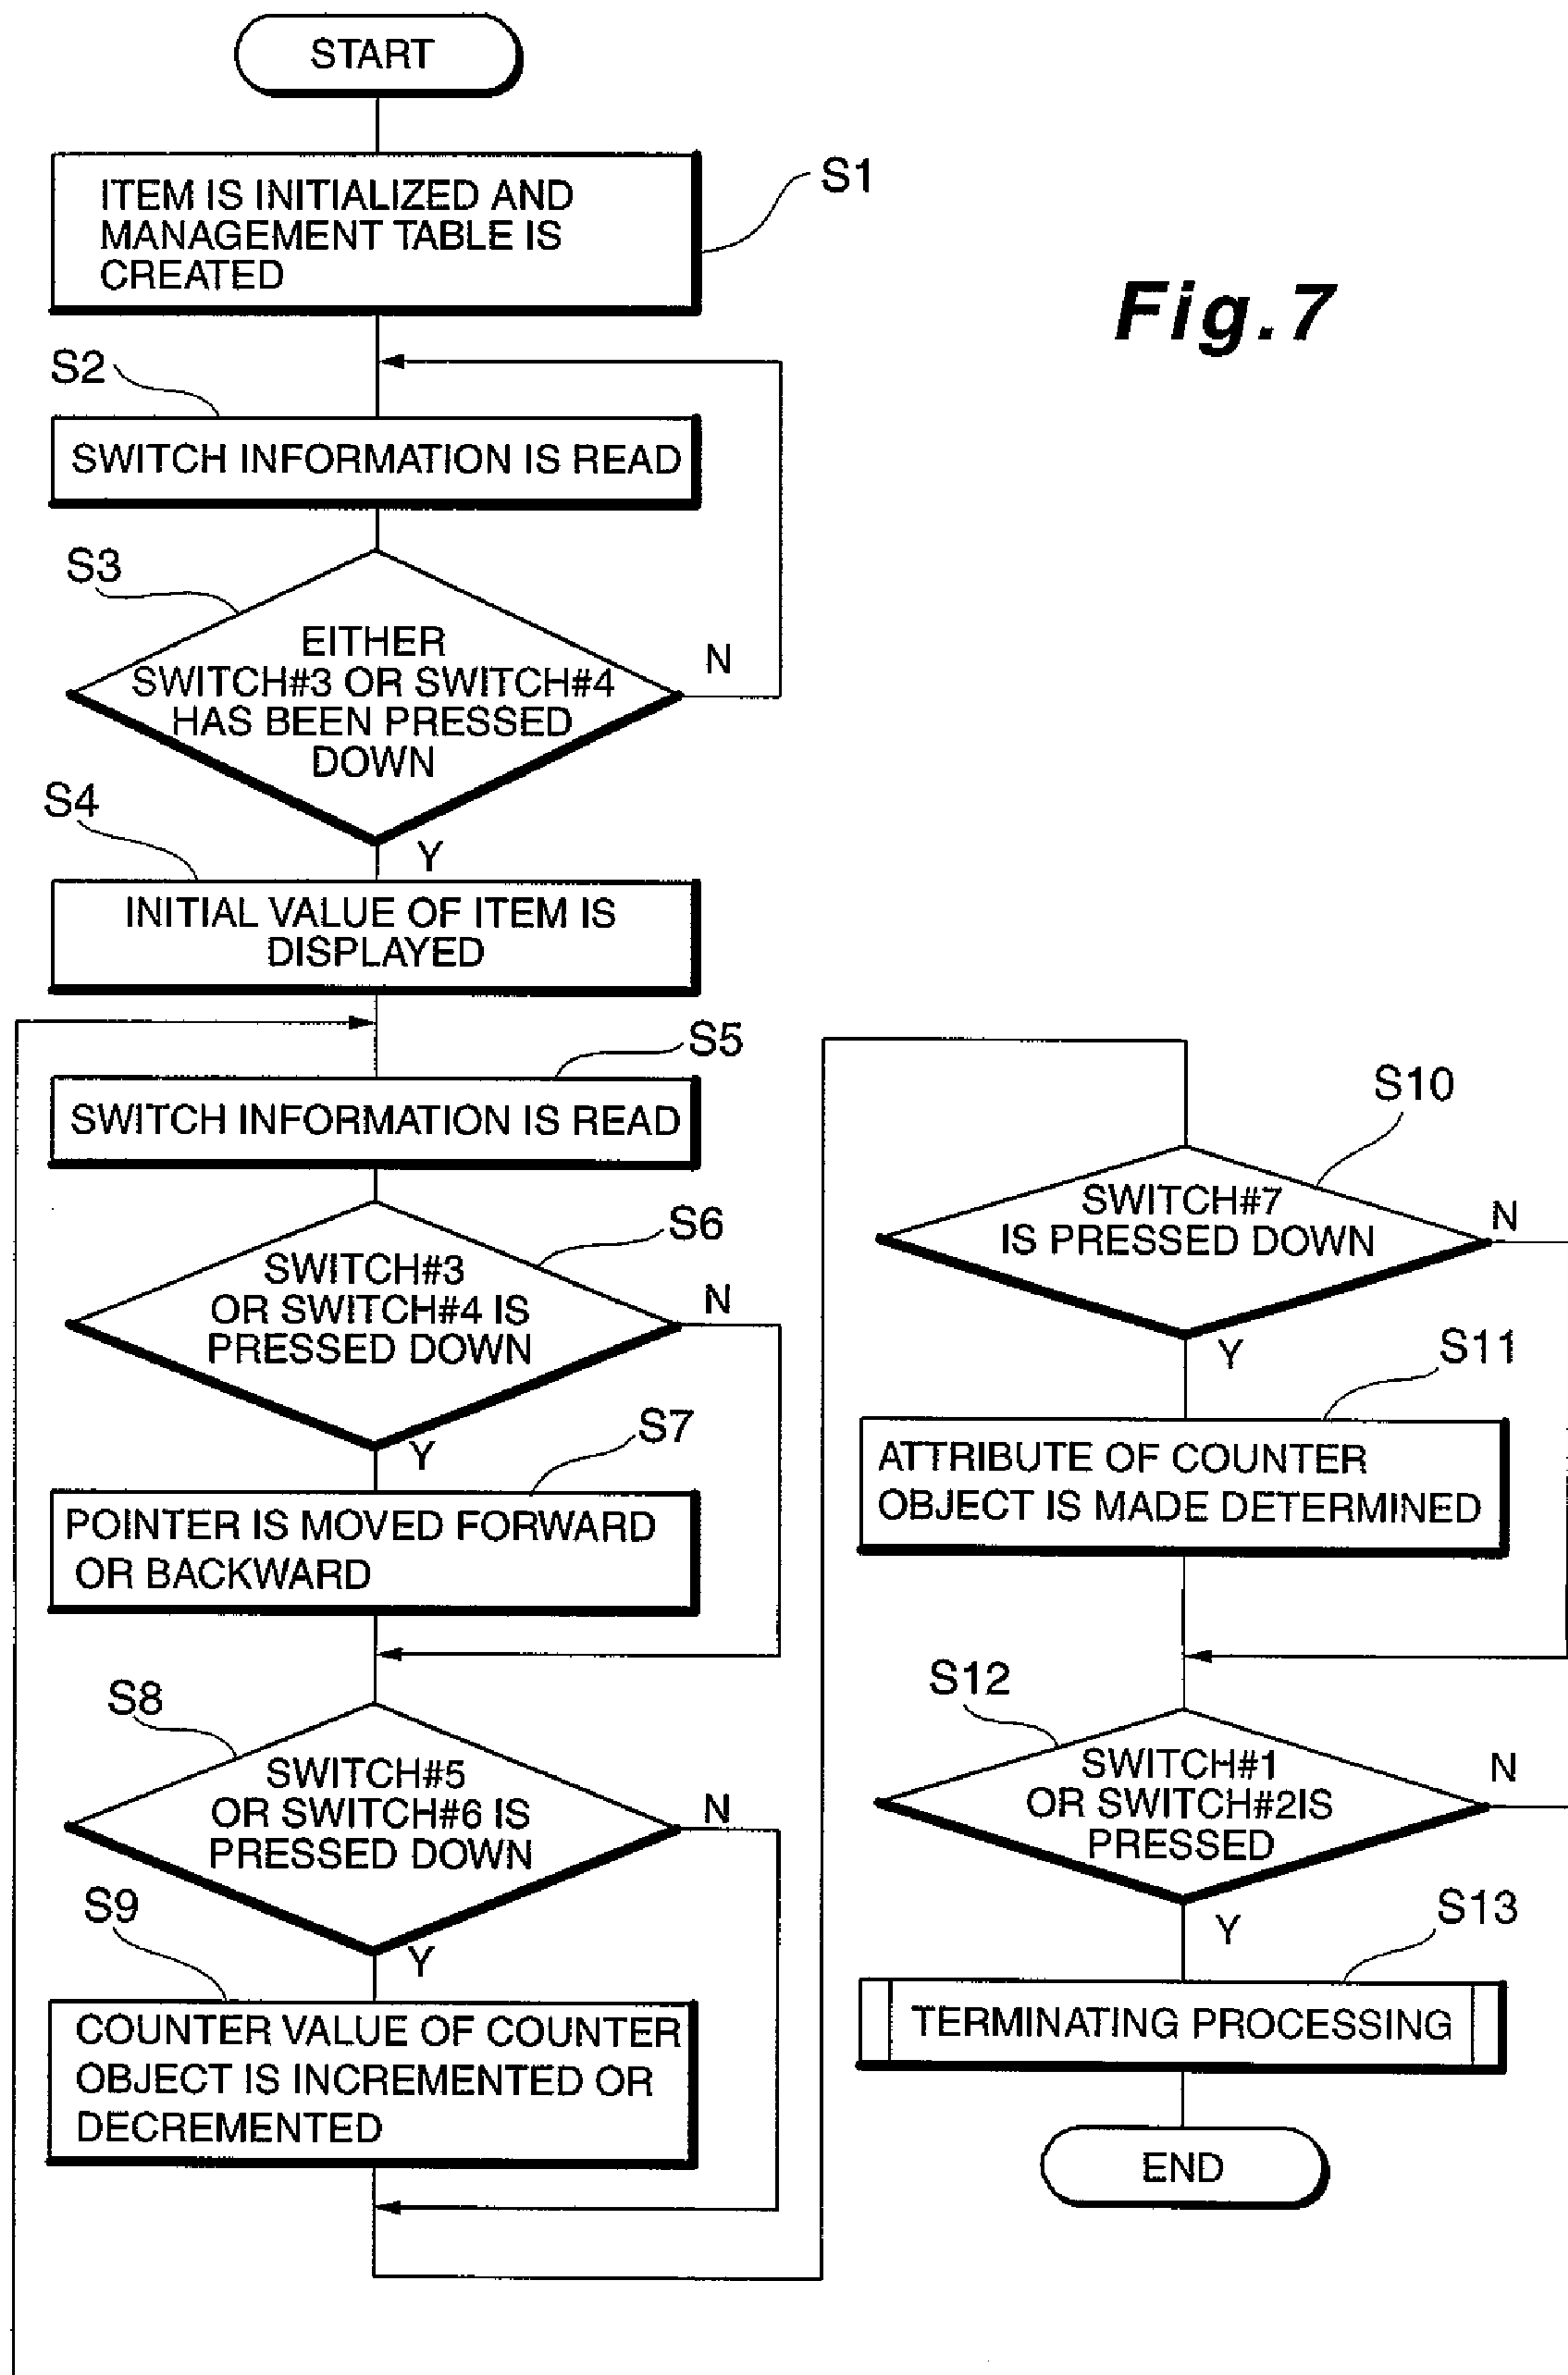 START
S1
ITEM IS INITIALIZED AND
MANAGEMENT TABLE IS
CREATED
Fig.7
S2
SWITCH INFORMATION IS READ
S3
EITHER
SWITCH#3 OR SWITCH#4
HAS BEEN PRESSED
DOWN
N
Y
S4
INITIAL VALUE OF ITEM IS
DISPLAYED
S5
SWITCH INFORMATION IS READ
S6
SWITCH#3
OR SWITCH#4 IS
PRESSED DOWN
N
Y
S7
POINTER IS MOVED FORWARD
OR BACKWARD
S8
SWITCH#5
OR SWITCH#6 IS
PRESSED DOWN
N
Y
S9
COUNTER VALUE OF COUNTER
OBJECT IS INCREMENTED OR
DECREMENTED
S10
SWITCH#7
IS PRESSED DOWN
N
Y
S11
ATTRIBUTE OF COUNTER
OBJECT IS MADE DETERMINED
S12
SWITCH#1
OR SWITCH#2IS
PRESSED
N
Y
S13
TERMINATING PROCESSING
END